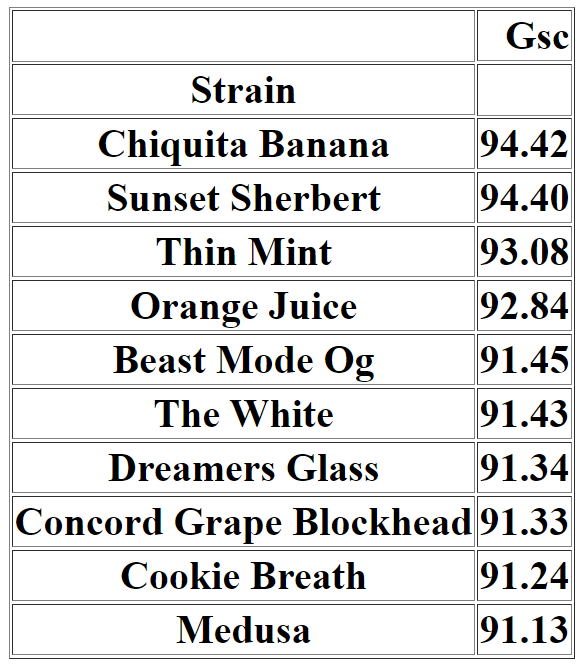 Gsc
Strain
Chiquita Banana 94.42
Sunset Sherbert 94.40
Thin Mint 93.08
Orange Juice 92.84
Beast Mode Og 91.45
The White 91.43
Dreamers Glass 91.34
Concord Grape Blockhead 91.33
Cookie Breath 91.24
Medusa 91.13